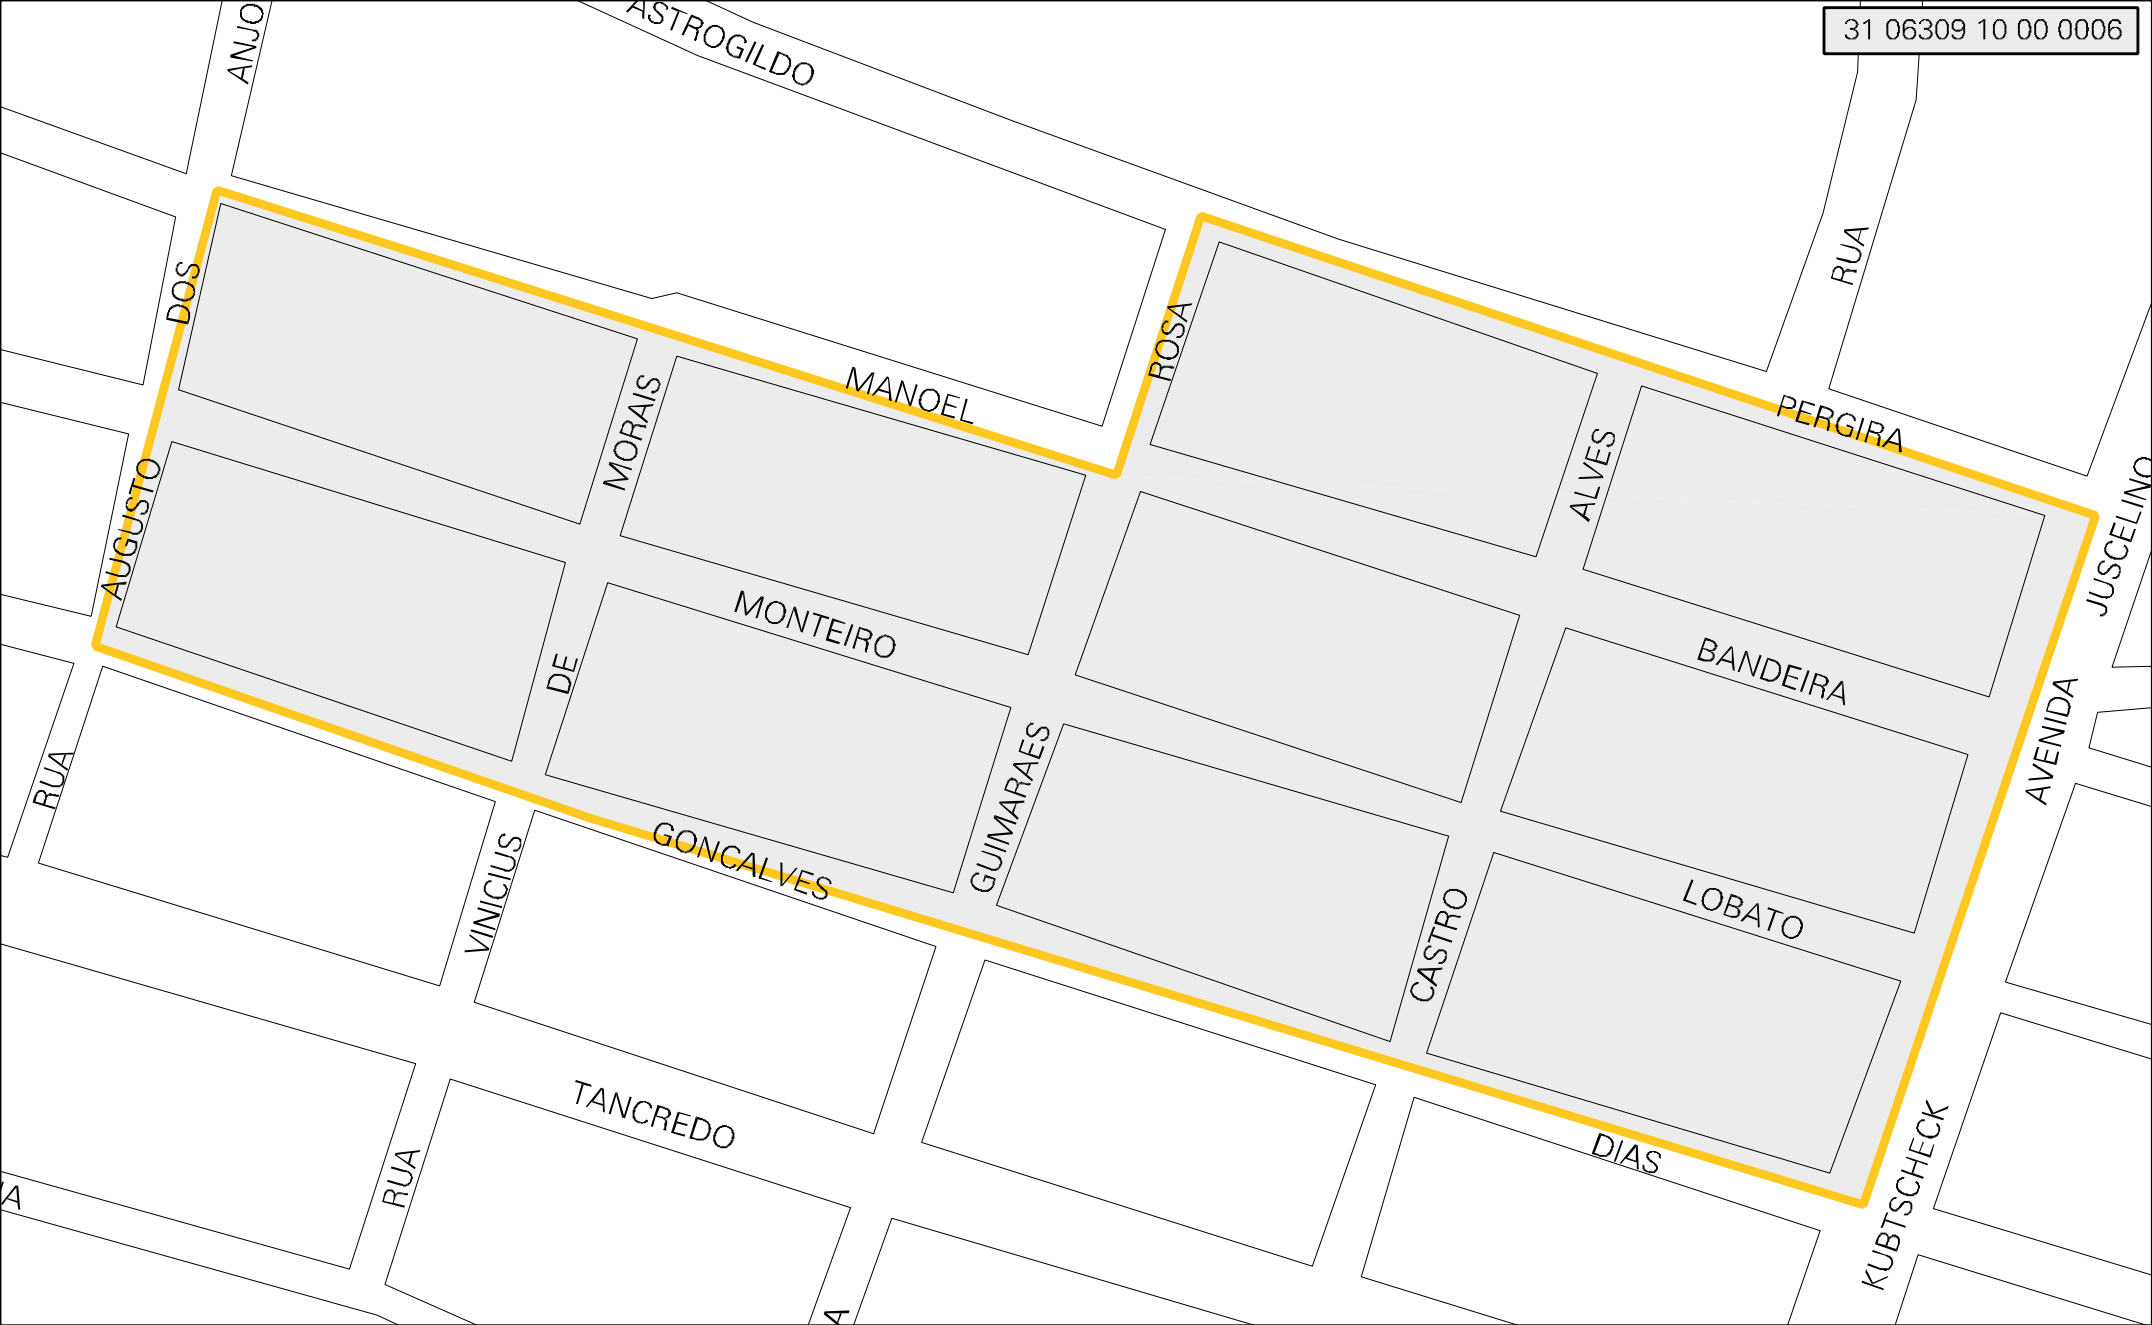 ANJO
ASTROGILDO
31 06309 10 00 0006
RUA
DOS
ROSA
MANOEL
PERGIRA
MORAIS
ALVES
JUSCELINO
AUGUSTO
MONTEIRO
BANDEIRA
DE
AVENIDA
RUA
GUIMARAES
GONCALVES
VINICIUS
LOBATO
CASTRO
TANCREDO
DIAS
RUA
KUBTSCHECK